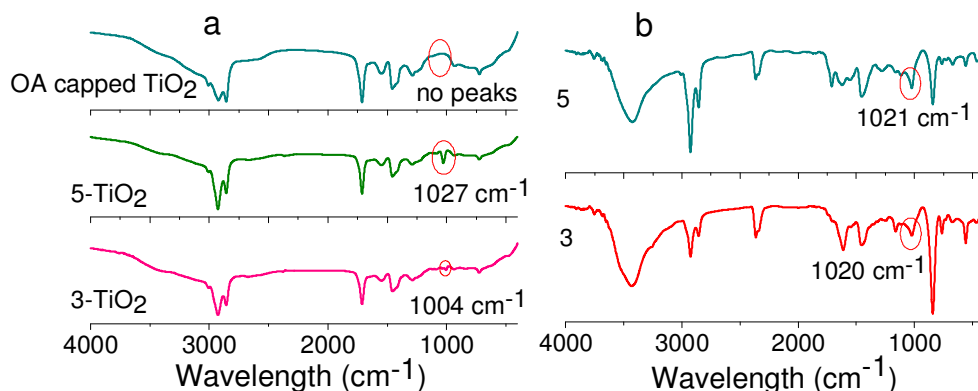 a
OA capped TiO2
no peaks
5-TiO2
1027 cm-1
3-TiO2
1004 cm-1
4000 3000 2000 1000
Wavelength (cm-1)
b
5
1021 cm-1
3
1020 cm-1
4000 3000 2000 1000
Wavelength (cm-1)